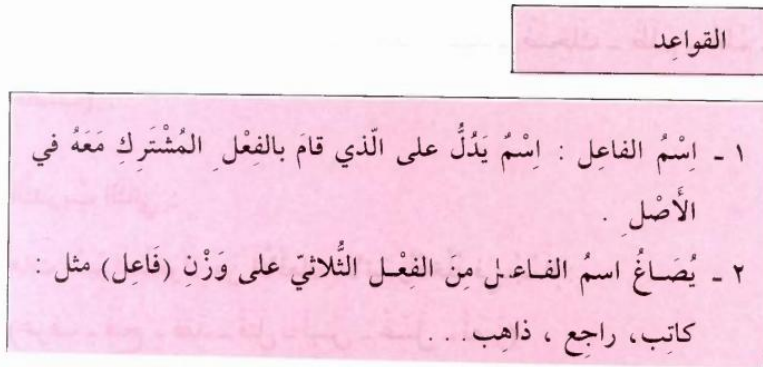 القواعِد
١ ـ اِسْمُ الفاعِل : اِسْمٌ يَدُلُّ على الّذي قامَ بالفِعْلِ المُشْتَرِكِ مَعَهُ في
الأَصْلِ .
٢ ـ يُصَاغُ اسمُ الفاعل مِنَ الفِعْل الثُّلاثيّ على وَزْنِ (فَاعِل) مثل :
كاتِب، راجِع ، ذاهِب...